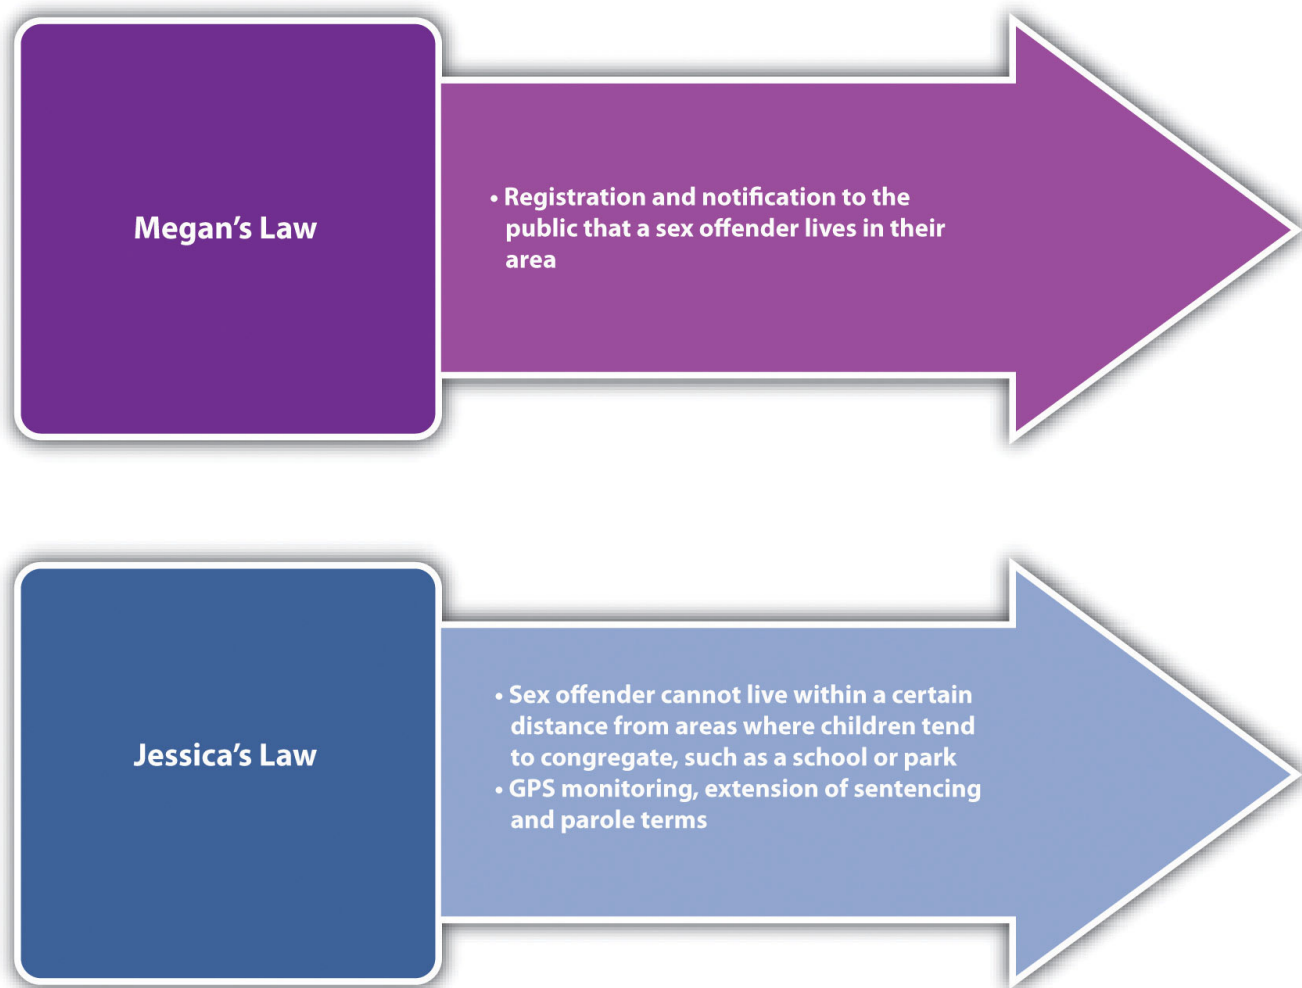 Megan’s Law
• Registration and notification to the
public that a sex offender lives in their
area
Jessica’s Law
• Sex offender cannot live within a certain
distance from areas where children tend
to congregate, such as a school or park
• GPS monitoring, extension of sentencing
and parole terms